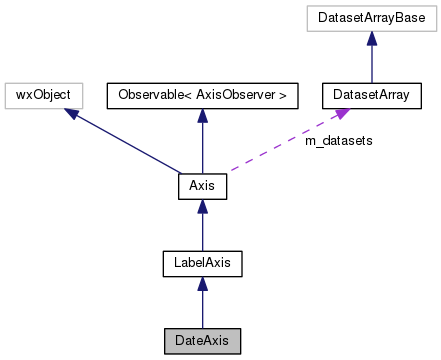 DatasetArrayBase
wxObject
Observable< AxisObserver >
DatasetArray
m_datasets
Axis
LabelAxis
DateAxis